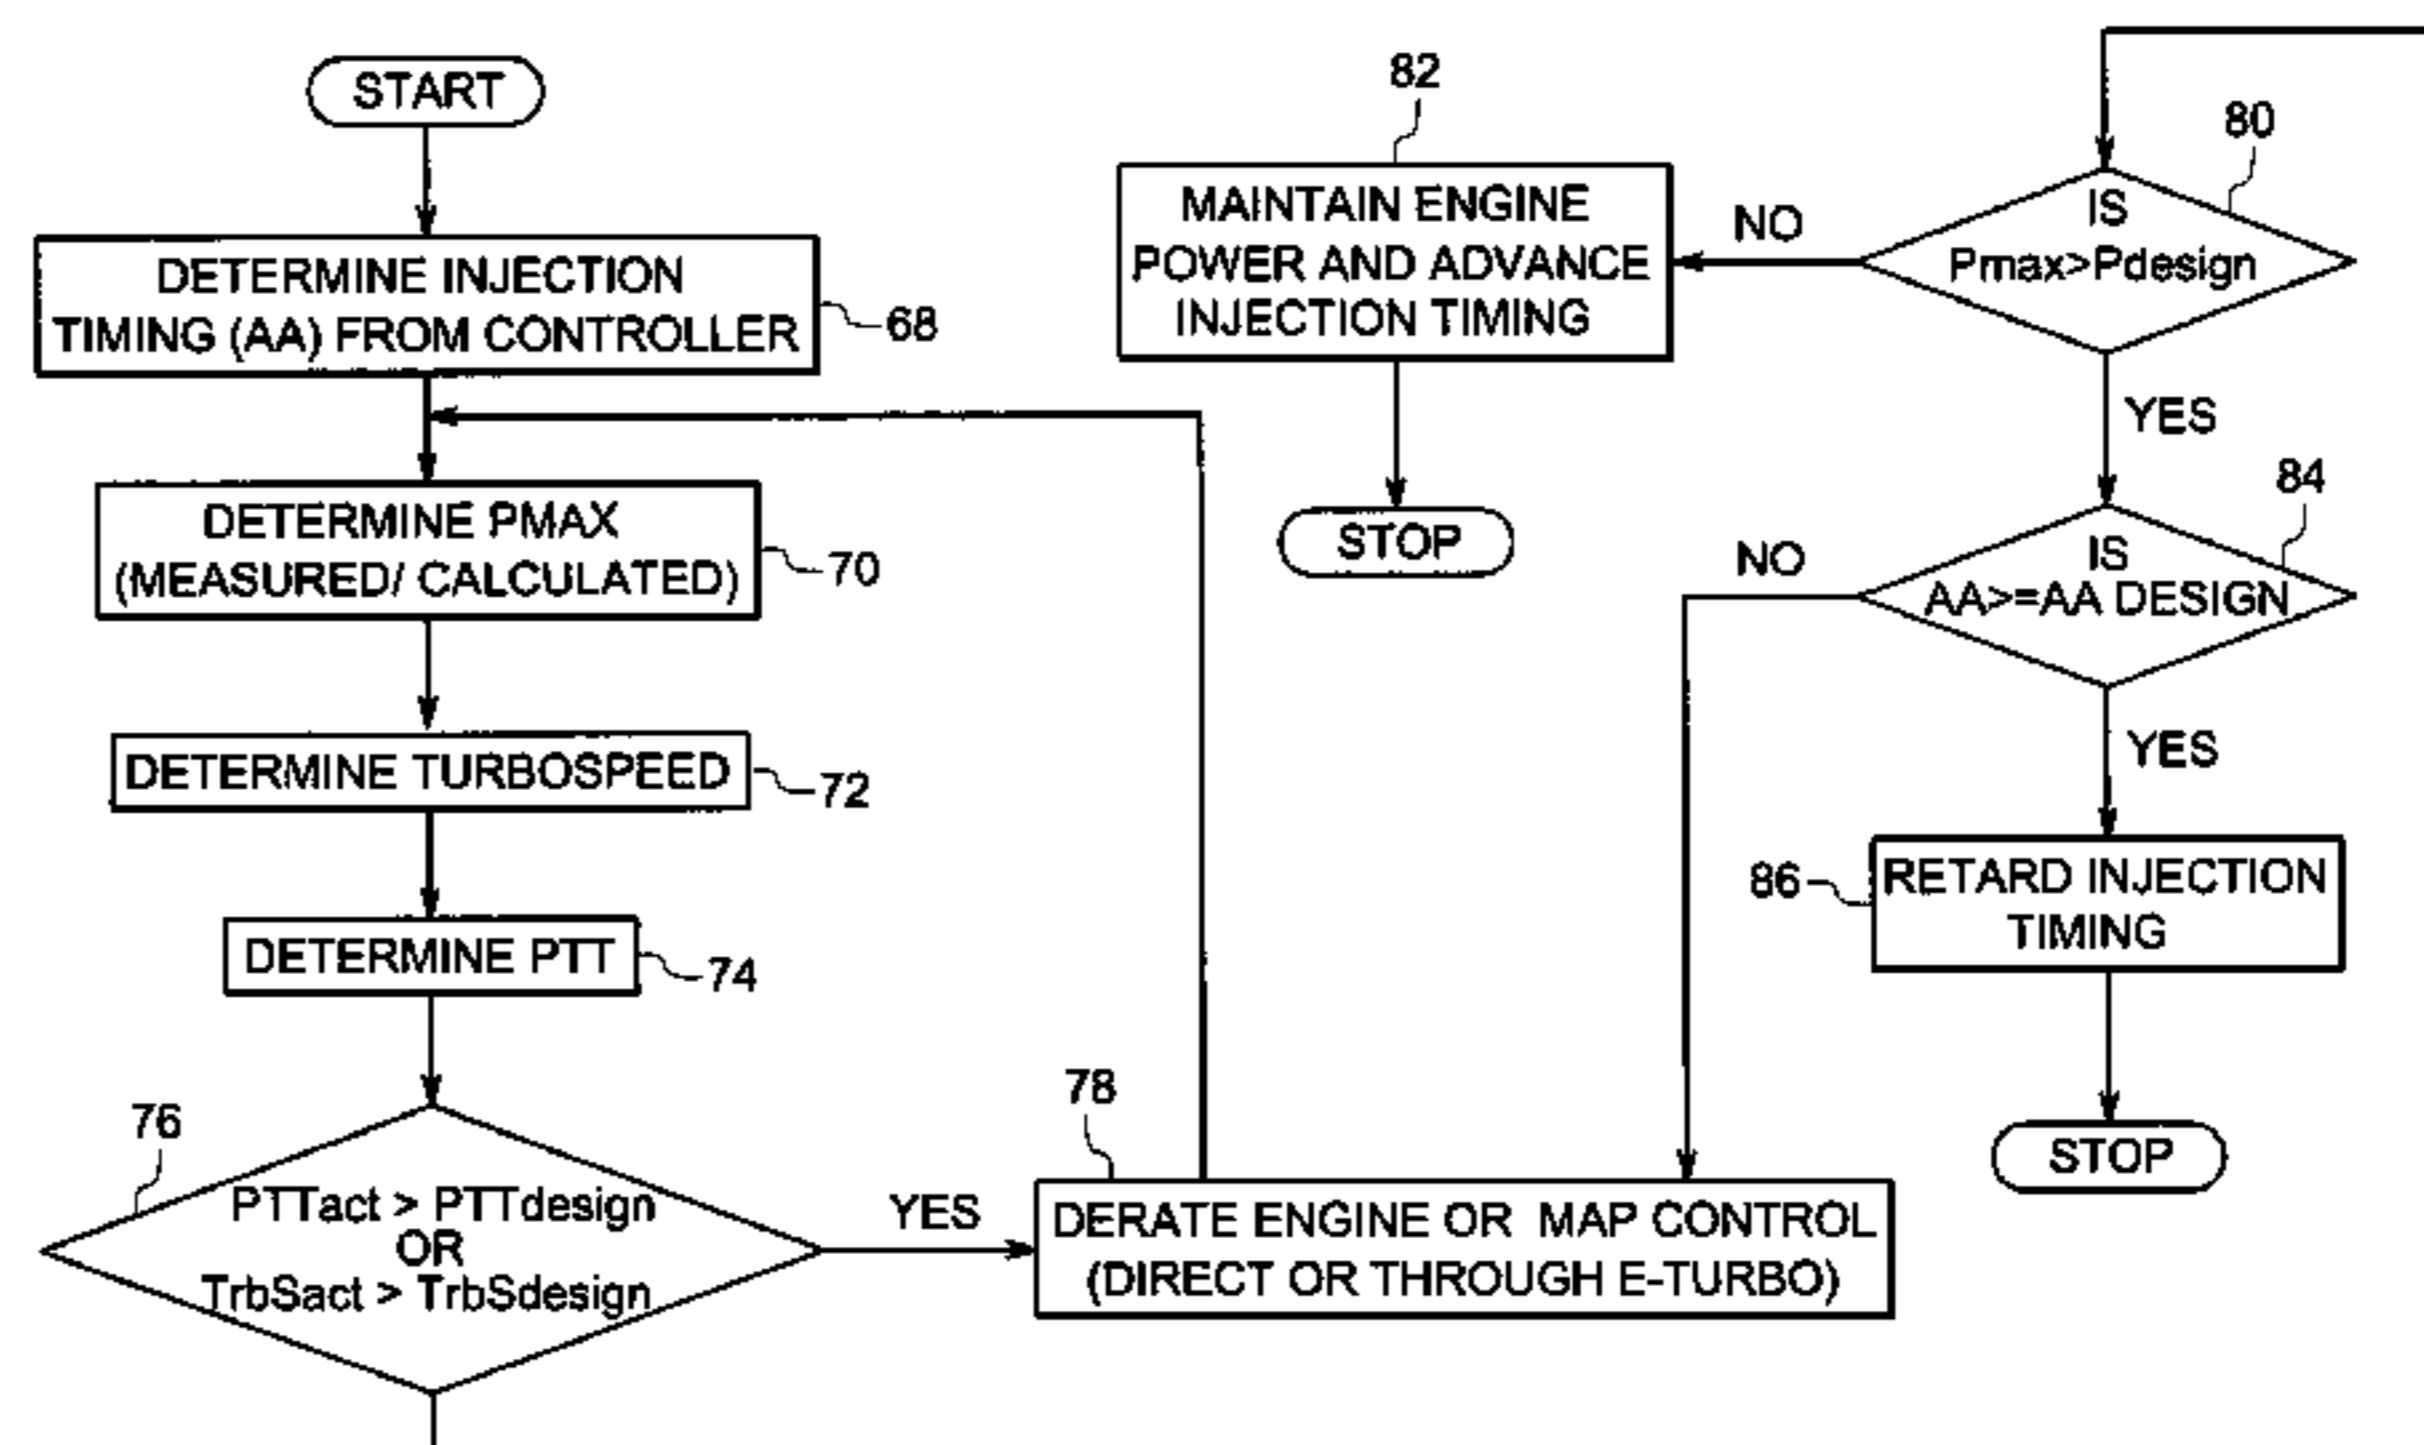 START
DETERMINE INJECTION
TIMING (AA) FROM CONTROLLER
68
DETERMINE PMAX
(MEASURED/ CALCULATED)
70
DETERMINE TURBOSPEED
72
DETERMINE PTT
74
76
PTTact > PTTdesign
OR
TrbSact > TrbSdesign
YES
78
DERATE ENGINE OR MAP CONTROL
(DIRECT OR THROUGH E-TURBO)
82
MAINTAIN ENGINE
POWER AND ADVANCE
INJECTION TIMING
STOP
80
IS
Pmax>Pdesign
NO
YES
84
IS
AA>=AA DESIGN
NO
YES
86
RETARD INJECTION
TIMING
STOP